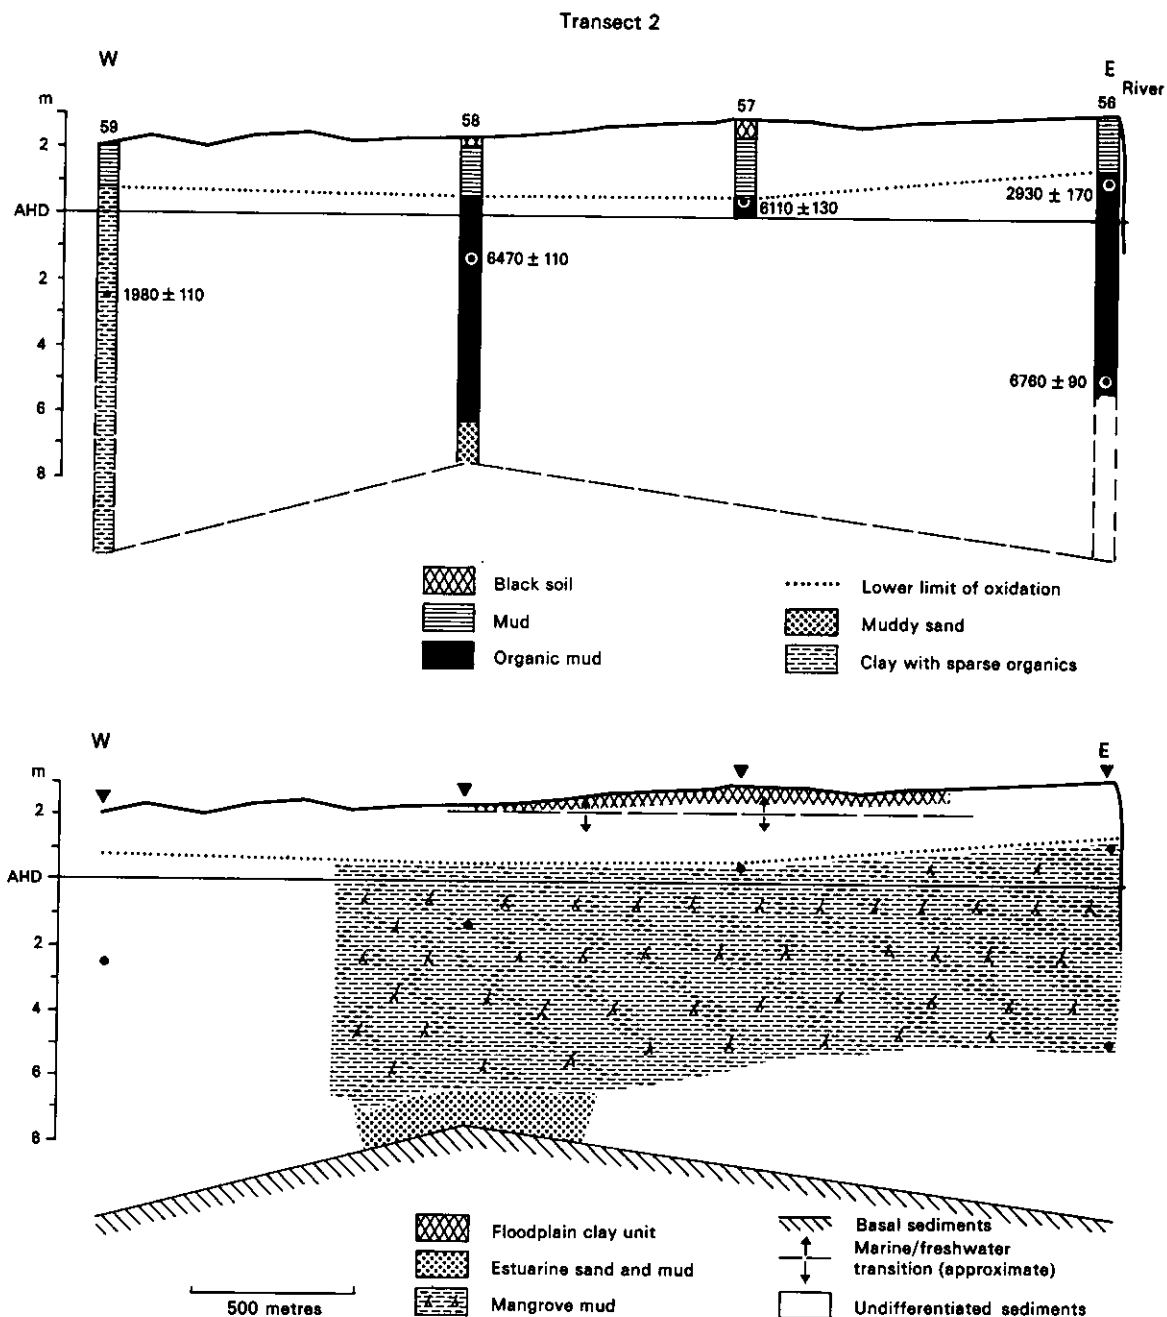 Transect 2
W
E
River
m
59
58
57
56
2
AHD
2
4
6
8
1980 ± 110
6470 ± 110
6110 ± 130
2930 ± 170
6760 ± 90
Black soil
Mud
Organic mud
Lower limit of oxidation
Muddy sand
Clay with sparse organics
W
E
m
2
AHD
2
4
6
8
Floodplain clay unit
Estuarine sand and mud
Mangrove mud
Basal sediments
Marine/freshwater
transition (approximate)
Undifferentiated sediments
500 metres